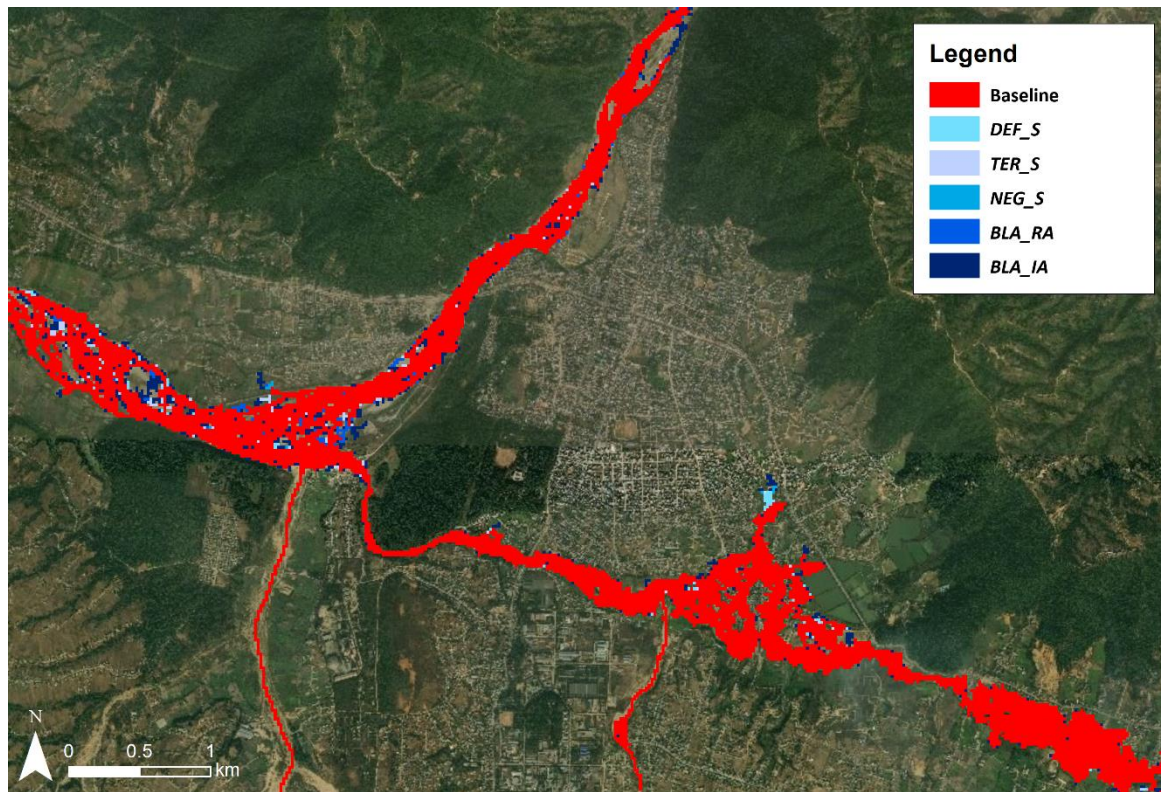 Legend
Baseline
DEF_S
TER_S
NEG_S
BLA_RA
BLA_IA
N
0 0.5 1
km